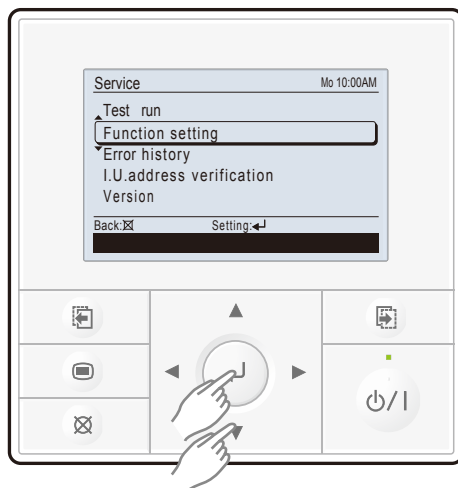 Service Mo 10:00AM
Test run
Function setting
Error history
I.U.address verification
Version
Back: Setting: